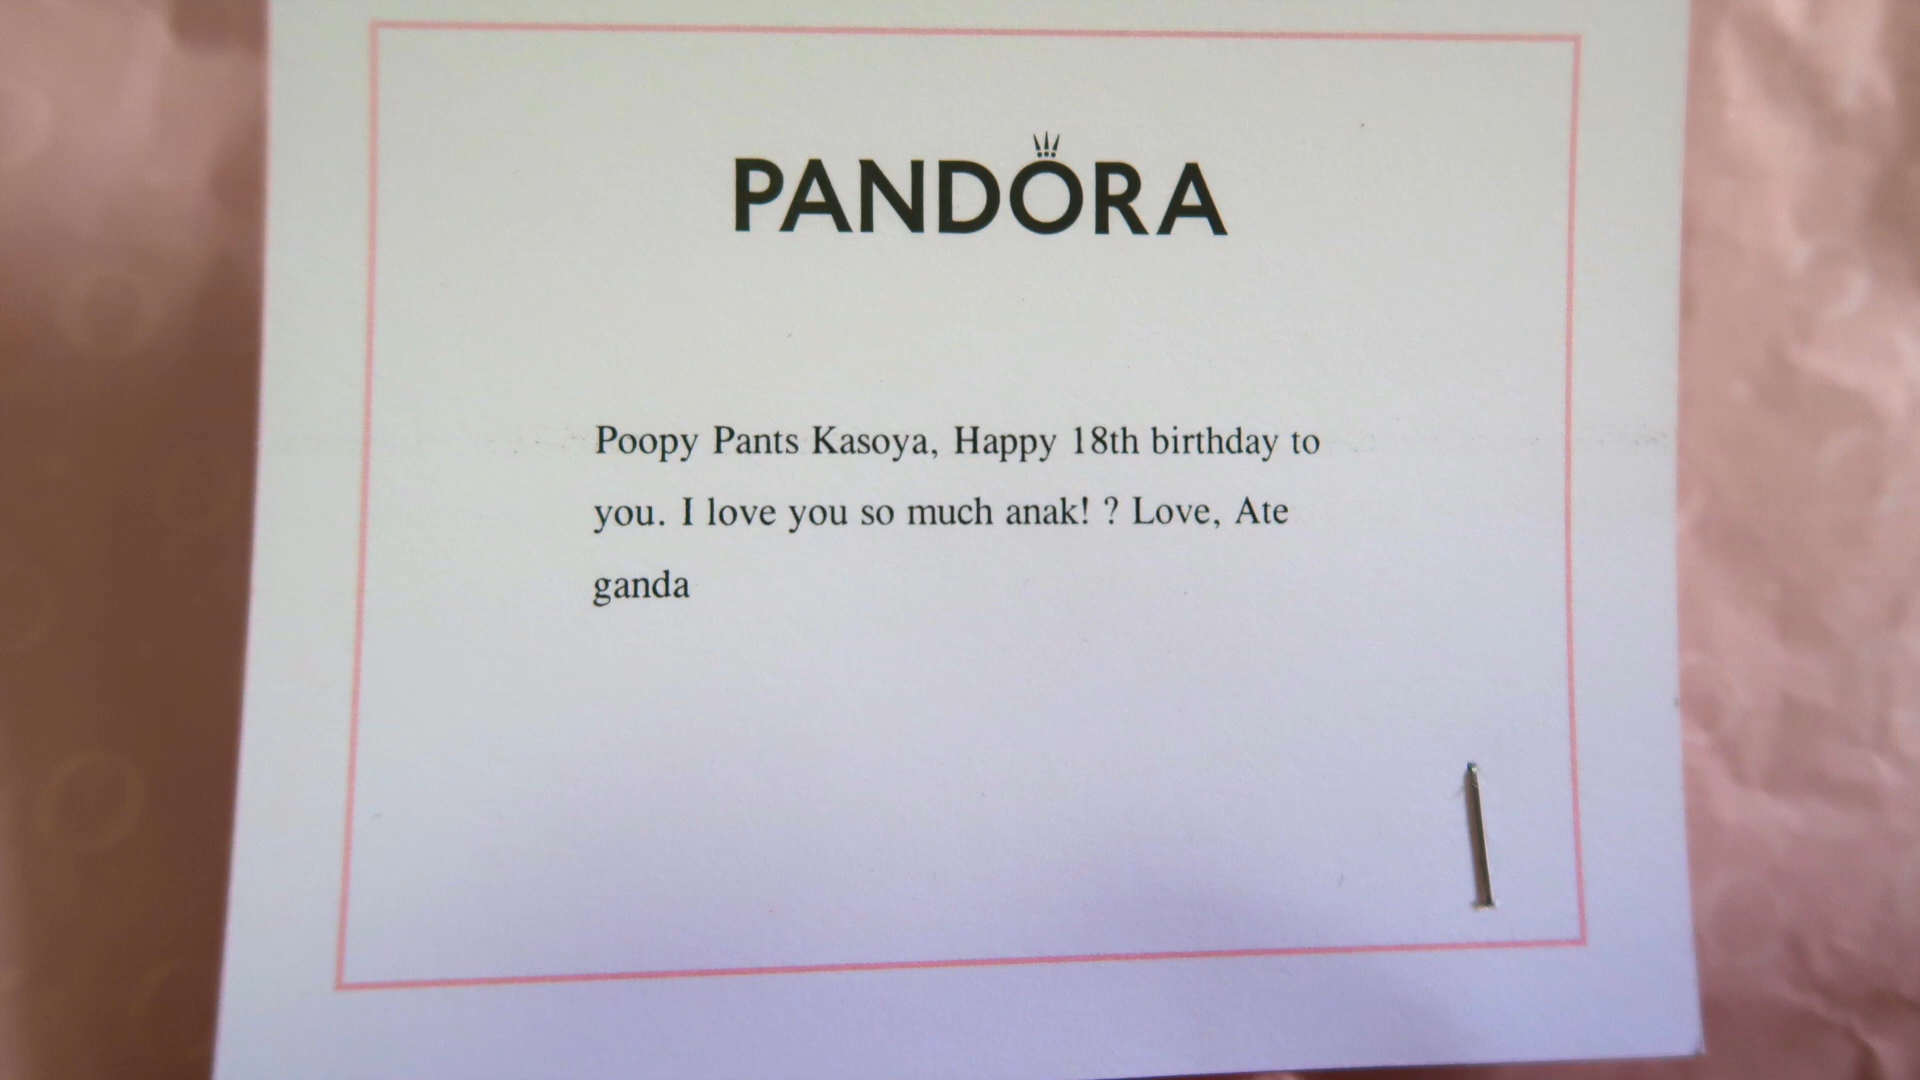 PANDORA
Poopy Pants Kasoya, Happy 18th birthday to
you. I love you so much anak! ? Love, Ate
ganda